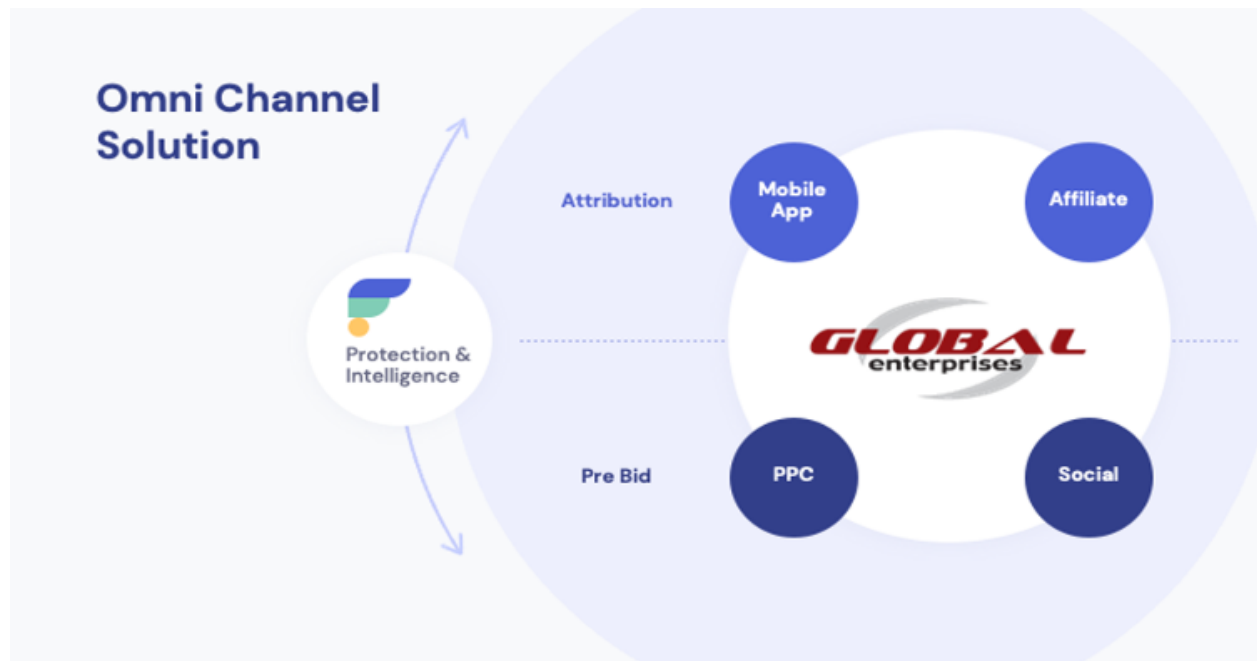 Omni Channel
Solution
Attribution
Mobile
App
Affiliate
Protection &
Intelligence
GLOBAL
enterprises
Pre Bid
PPC
Social